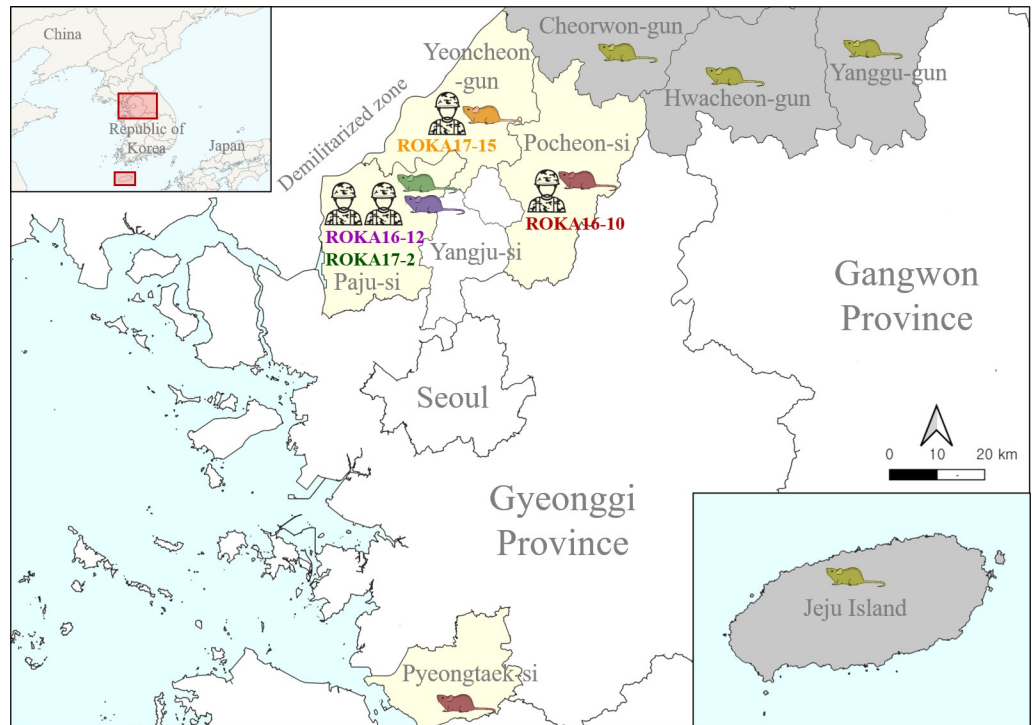 China
Republic of
Korea
Japan
Demilitarized zone
Yeoncheon
-gun
Cheorwon-gun
Hwacheon-gun
Yanggu-gun
ROKA17-15
Pocheon-si
ROKA16-10
ROKA16-12
ROKA17-2
Paju-si
Yangju-si
Gangwon
Province
Seoul
0 10 20 km
Gyeonggi
Province
Jeju Island
Pyeongtaek-si